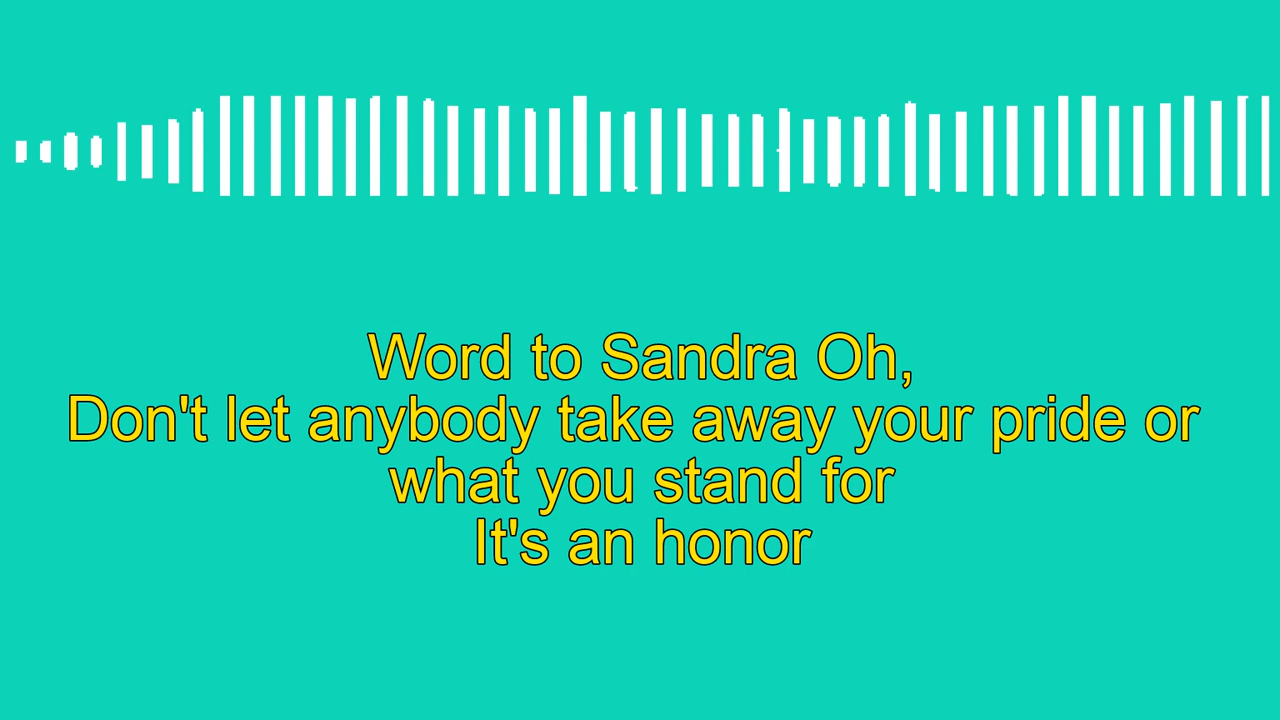 Word to Sandra Oh,
Don't let anybody take away your pride or
what you stand for
It's an honor